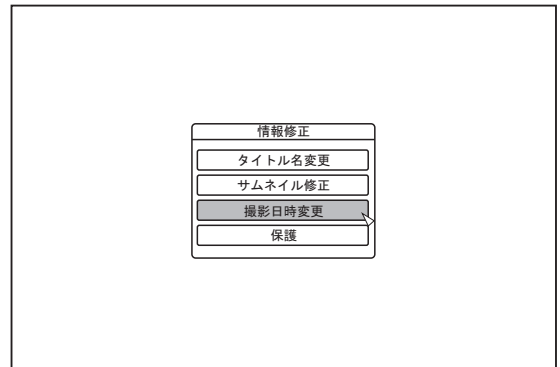 情報修正
タイトル名変更
サムネイル修正
撮影日時変更
保護